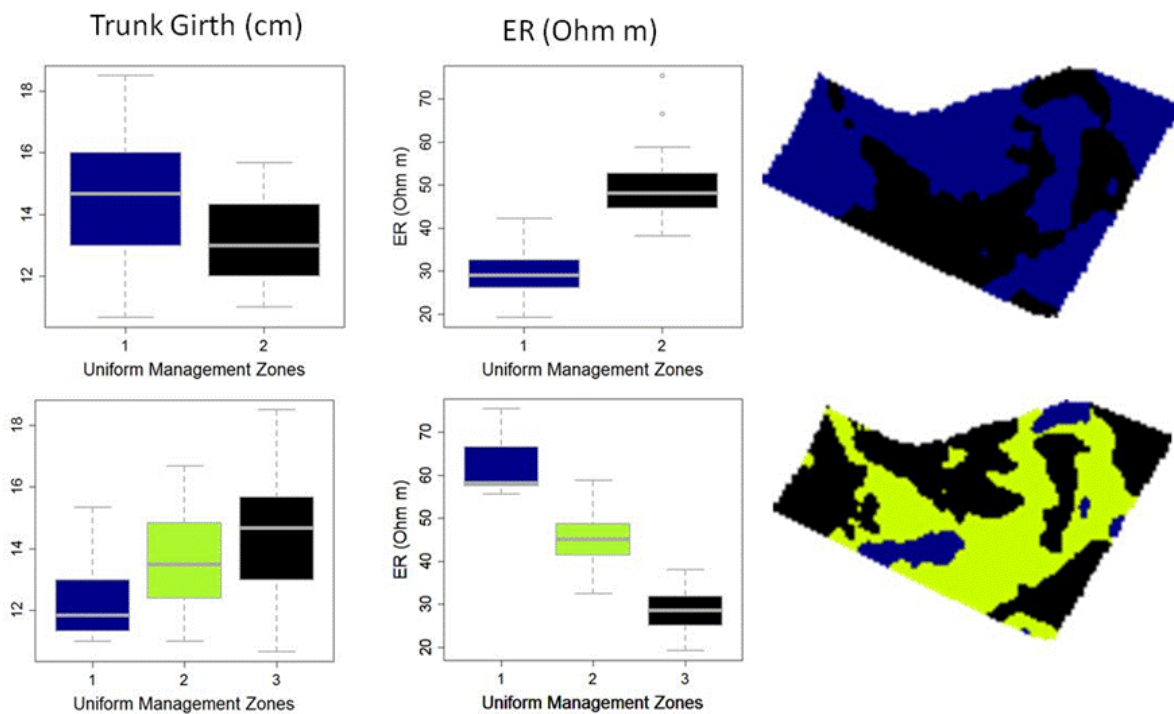 Trunk Girth (cm)
ER (Ohm m)
18
16
14
12
1 2
Uniform Management Zones
ER (Ohm m)
70
60
50
40
30
20
1 2
Uniform Management Zones
18
16
14
12
1 2 3
Uniform Management Zones
ER (Ohm m)
70
60
50
40
30
20
1 2 3
Uniform Management Zones